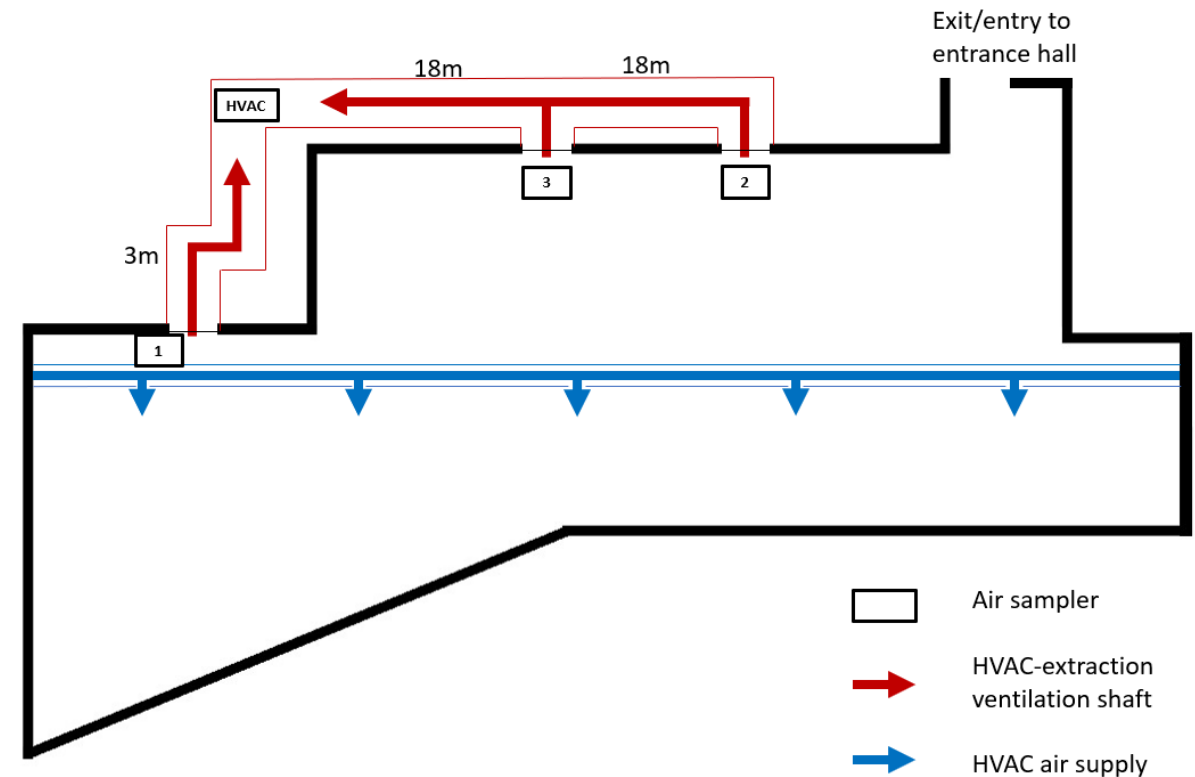 Exit/entry to
entrance hall
18m
18m
HVAC
3
2
3m
1
Air sampler
HVAC-extraction
ventilation shaft
HVAC air supply